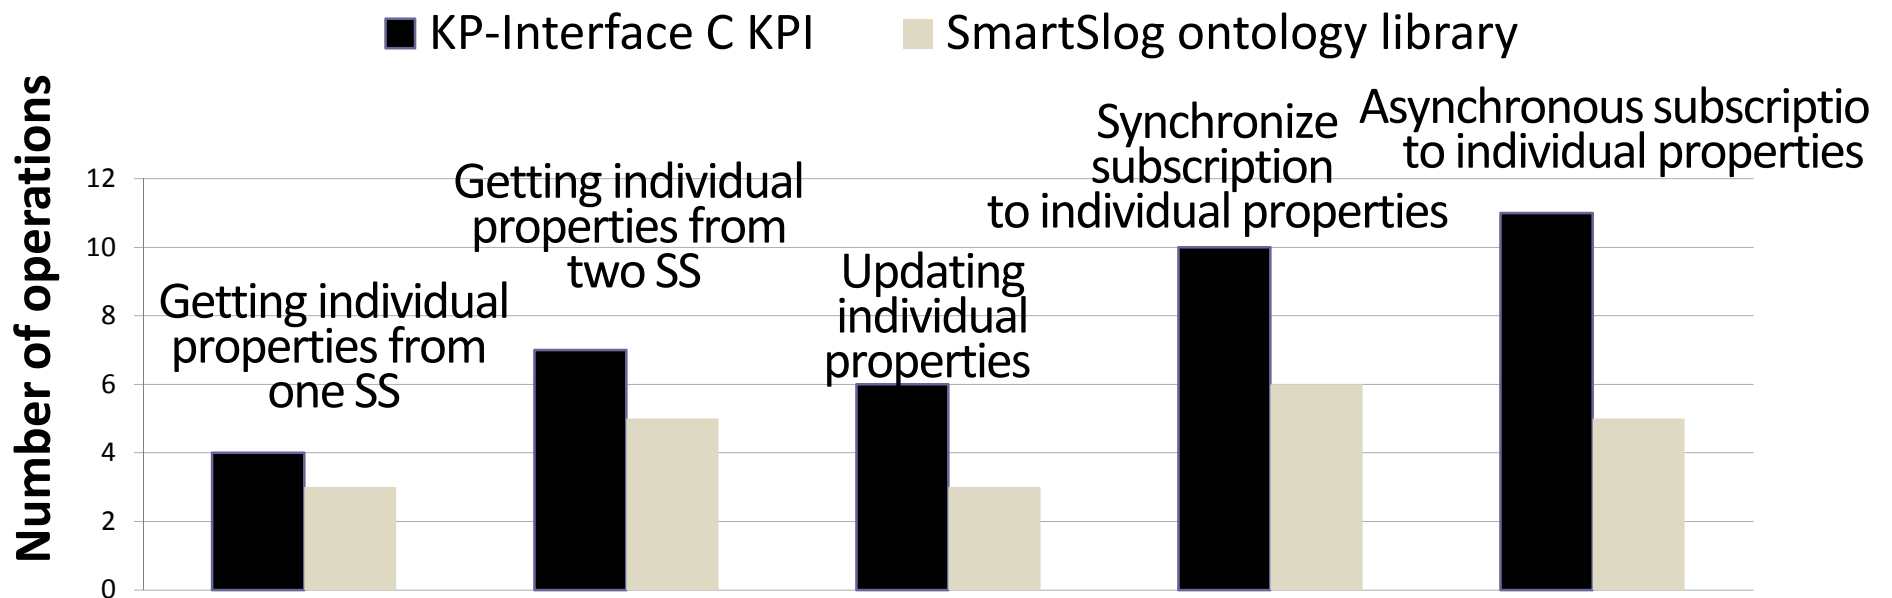 KP-Interface C KPI
SmartSlog ontology library
Number of operations
12
10
8
6
4
2
0
Getting individual
properties from
one SS
Getting individual
properties from
two SS
Updating
individual
properties
Synchronize
subscription
to individual properties
Asynchronous subscriptio
to individual properties